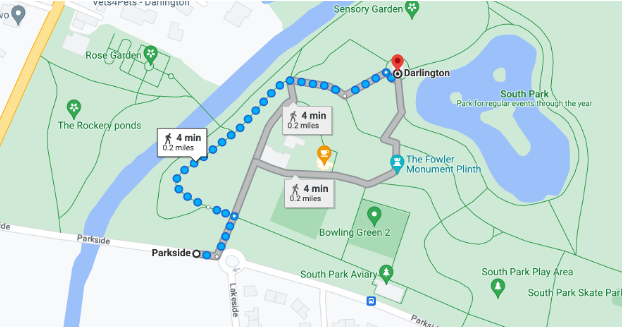 Vets4Pets - Darlington
Sensory Garden
Rose Garden
Darlington
South Park
Park for regular events through the year
The Rockery ponds
4 min
0.2 miles
4 min
0.2 miles
The Fowler
Monument Plinth
4 min
0.2 miles
Bowling Green 2
Parkside
Parkside
South Park Aviary
South Park Play Area
South Park Skate Park
Lakeside
Parkside